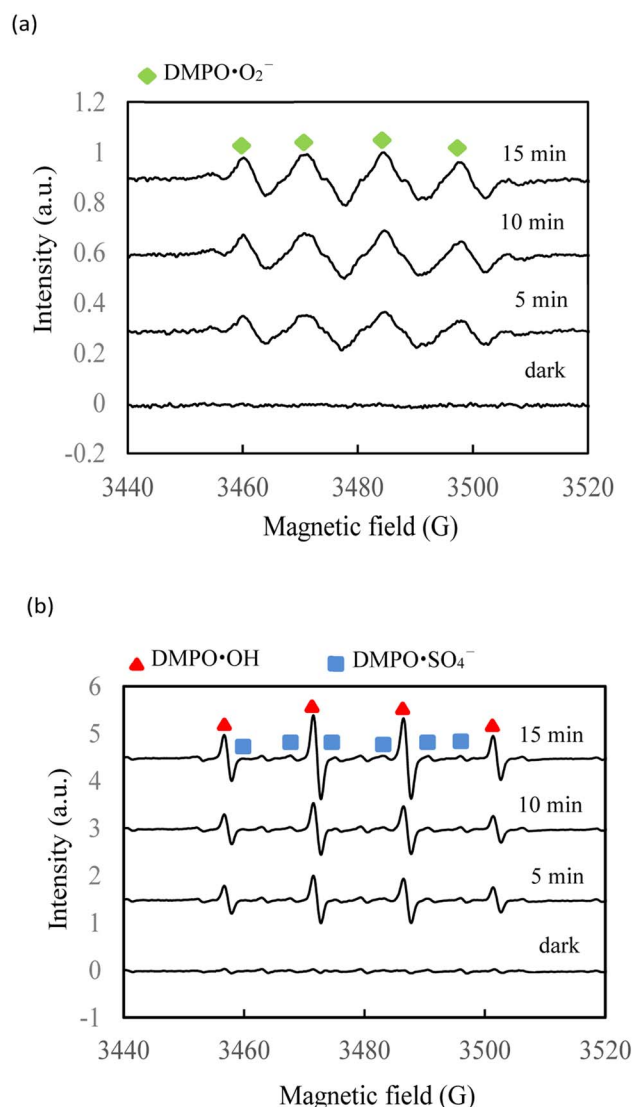 (a)
DMPO•O₂⁻
1.2
1
0.8
0.6
0.4
0.2
0
-0.2
15 min
10 min
5 min
dark
3440 3460 3480 3500 3520
Intensity (a.u.)
Magnetic field (G)
(b)
DMPO•OH DMPO•SO₄⁻
6
5
4
3
2
1
0
-1
15 min
10 min
5 min
dark
3440 3460 3480 3500 3520
Intensity (a.u.)
Magnetic field (G)